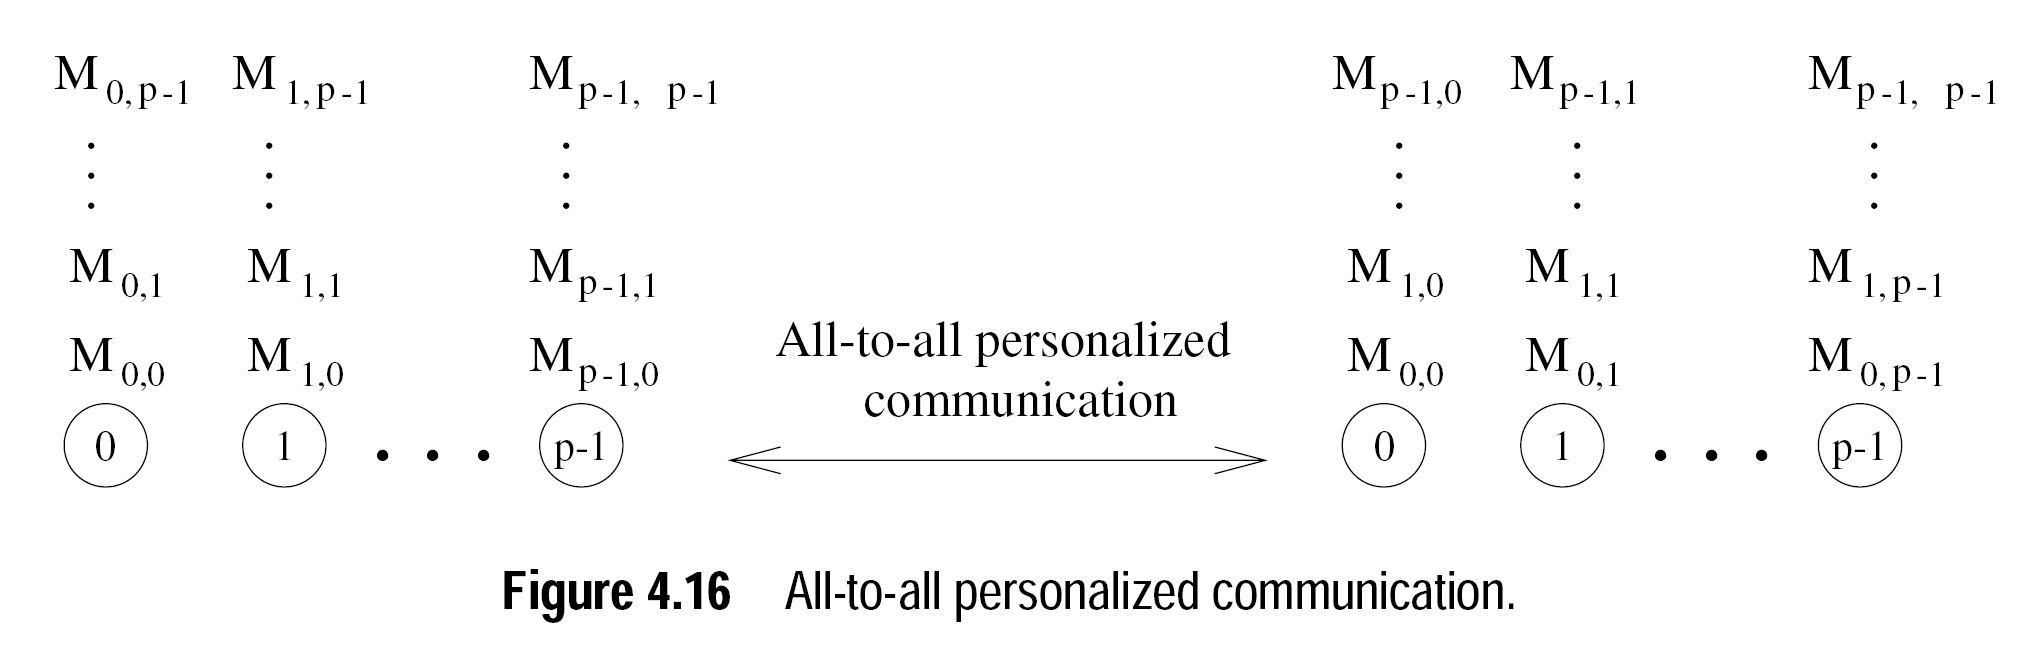 M0,p-1 M1,p-1 Mp-1, p-1 Mp-1,0 Mp-1,1 Mp-1, p-1
M0,1 M1,1 Mp-1,1 M1,0 M1,1 M1,p-1
M0,0 M1,0 Mp-1,0 All-to-all personalized M0,0 M0,1 M0,p-1
communication
0 1 . . . p-1 0 1 . . . p-1
Figure 4.16 All-to-all personalized communication.